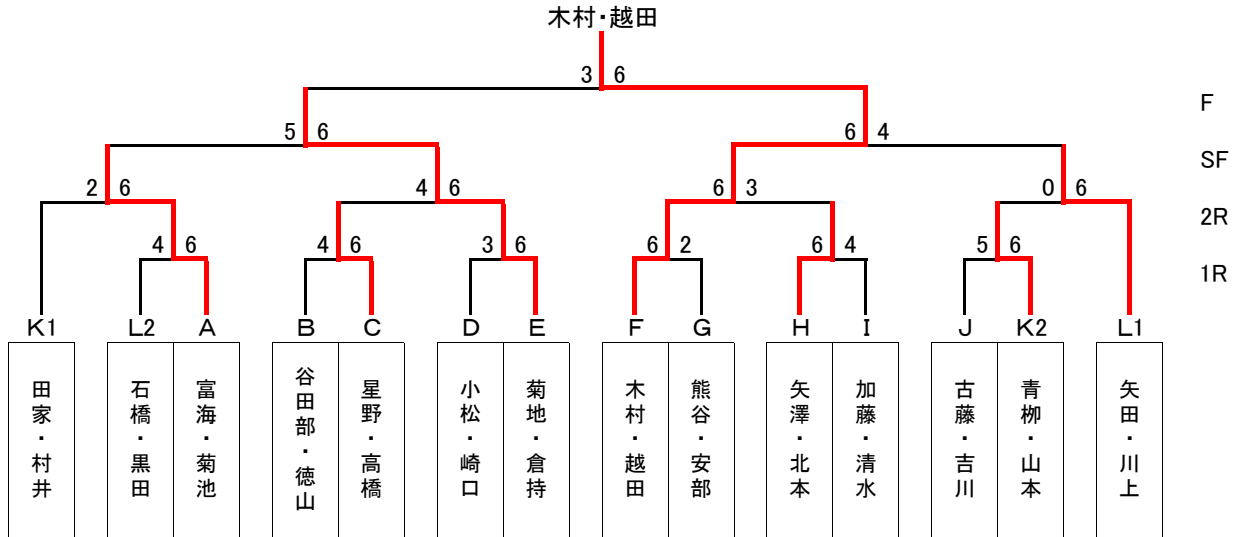 木村・越田
3 6
F
5 6
6 4
SF
2 6
4 6
6 3
0 6
2R
4 6
4 6
3 6
6 2
6 4
5 6
1R
K1
L2
A
B
C
D
E
F
G
H
I
J
K2
L1
田家・村井
石橋・黒田
富海・菊池
谷田部・徳山
星野・高橋
小松・崎口
菊地・倉持
木村・越田
熊谷・安部
矢澤・北本
加藤・清水
古藤・吉川
青栁・山本
矢田・川上